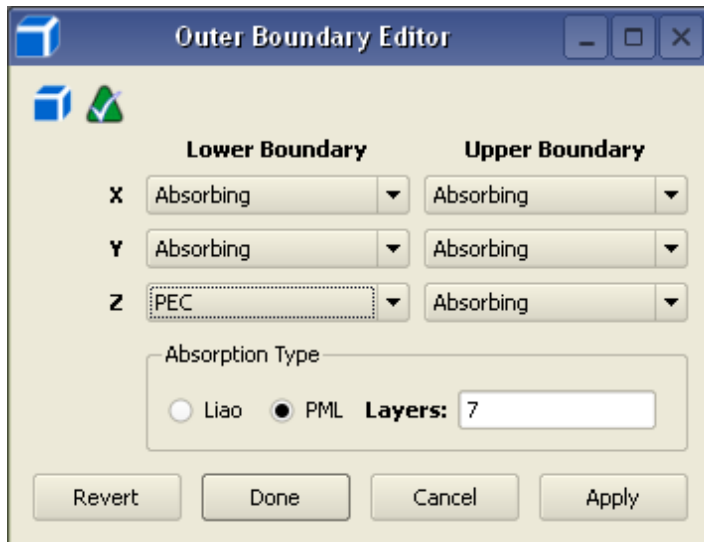 Outer Boundary Editor
Lower Boundary Upper Boundary
X Absorbing Absorbing
Y Absorbing Absorbing
Z PEC Absorbing
Absorption Type
Liao PML Layers: 7
Revert Done Cancel Apply